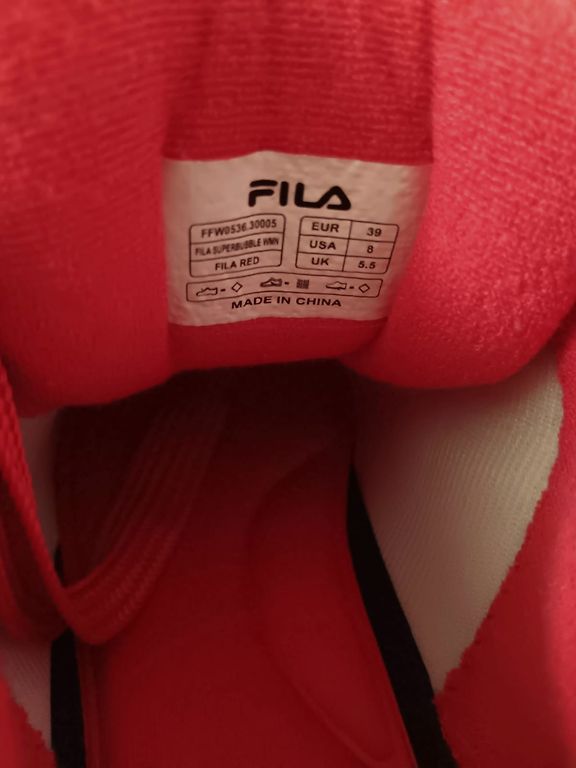 FILA
FFW0536.30005
FILA SUPERBUBBLE WMN
FILA RED
EUR 39
USA 8
UK 5.5
MADE IN CHINA